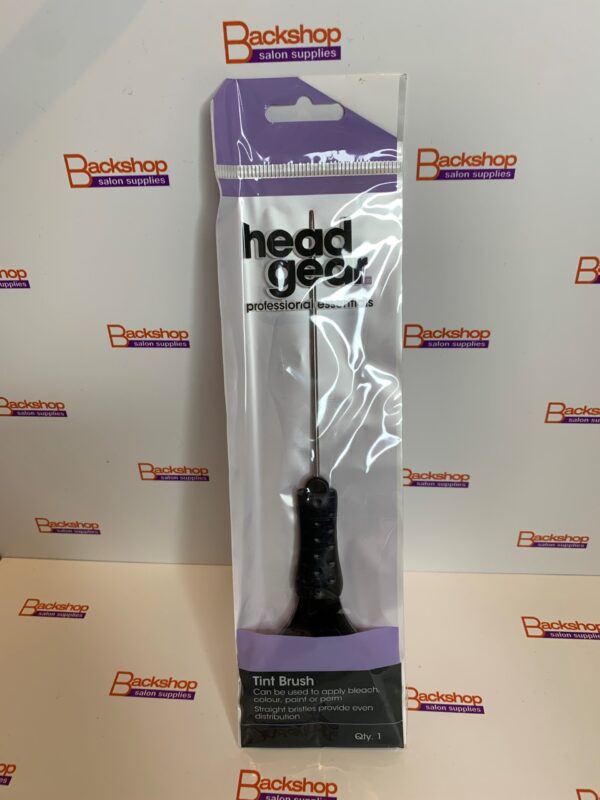 Backshop
salon supplies
Backshop
salon supplies
Backshop
salon supplies
head
gear.
professional essentials
Backshop
salon supplies
Backshop
salon supplies
Backshop
salon supplies
Backshop
salon supplies
Backshop
salon supplies
Backshop
salon supplies
Backshop
salon supplies
Backshop
salon supplies
Backshop
salon supplies
Backshop
salon supplies
Tint Brush
Can be used to apply bleach,
colour, paint or perm
Straight bristles provide even
distribution
Qty. 1
Backshop
salon supplies
Backshop
salon supplies
Backshop
salon supplies